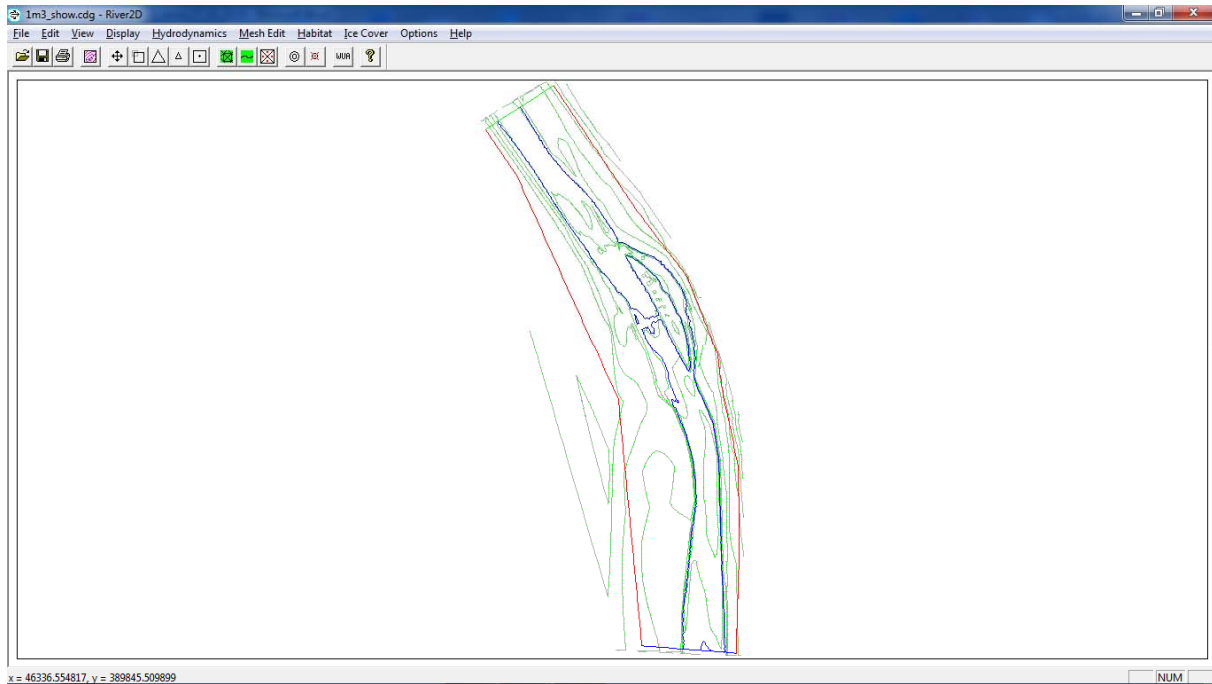 1m3_show.cdg - River2D
File Edit View Display Hydrodynamics Mesh Edit Habitat Ice Cover Options Help
WUA ?
x = 46336.554817, y = 389845.509899 NUM